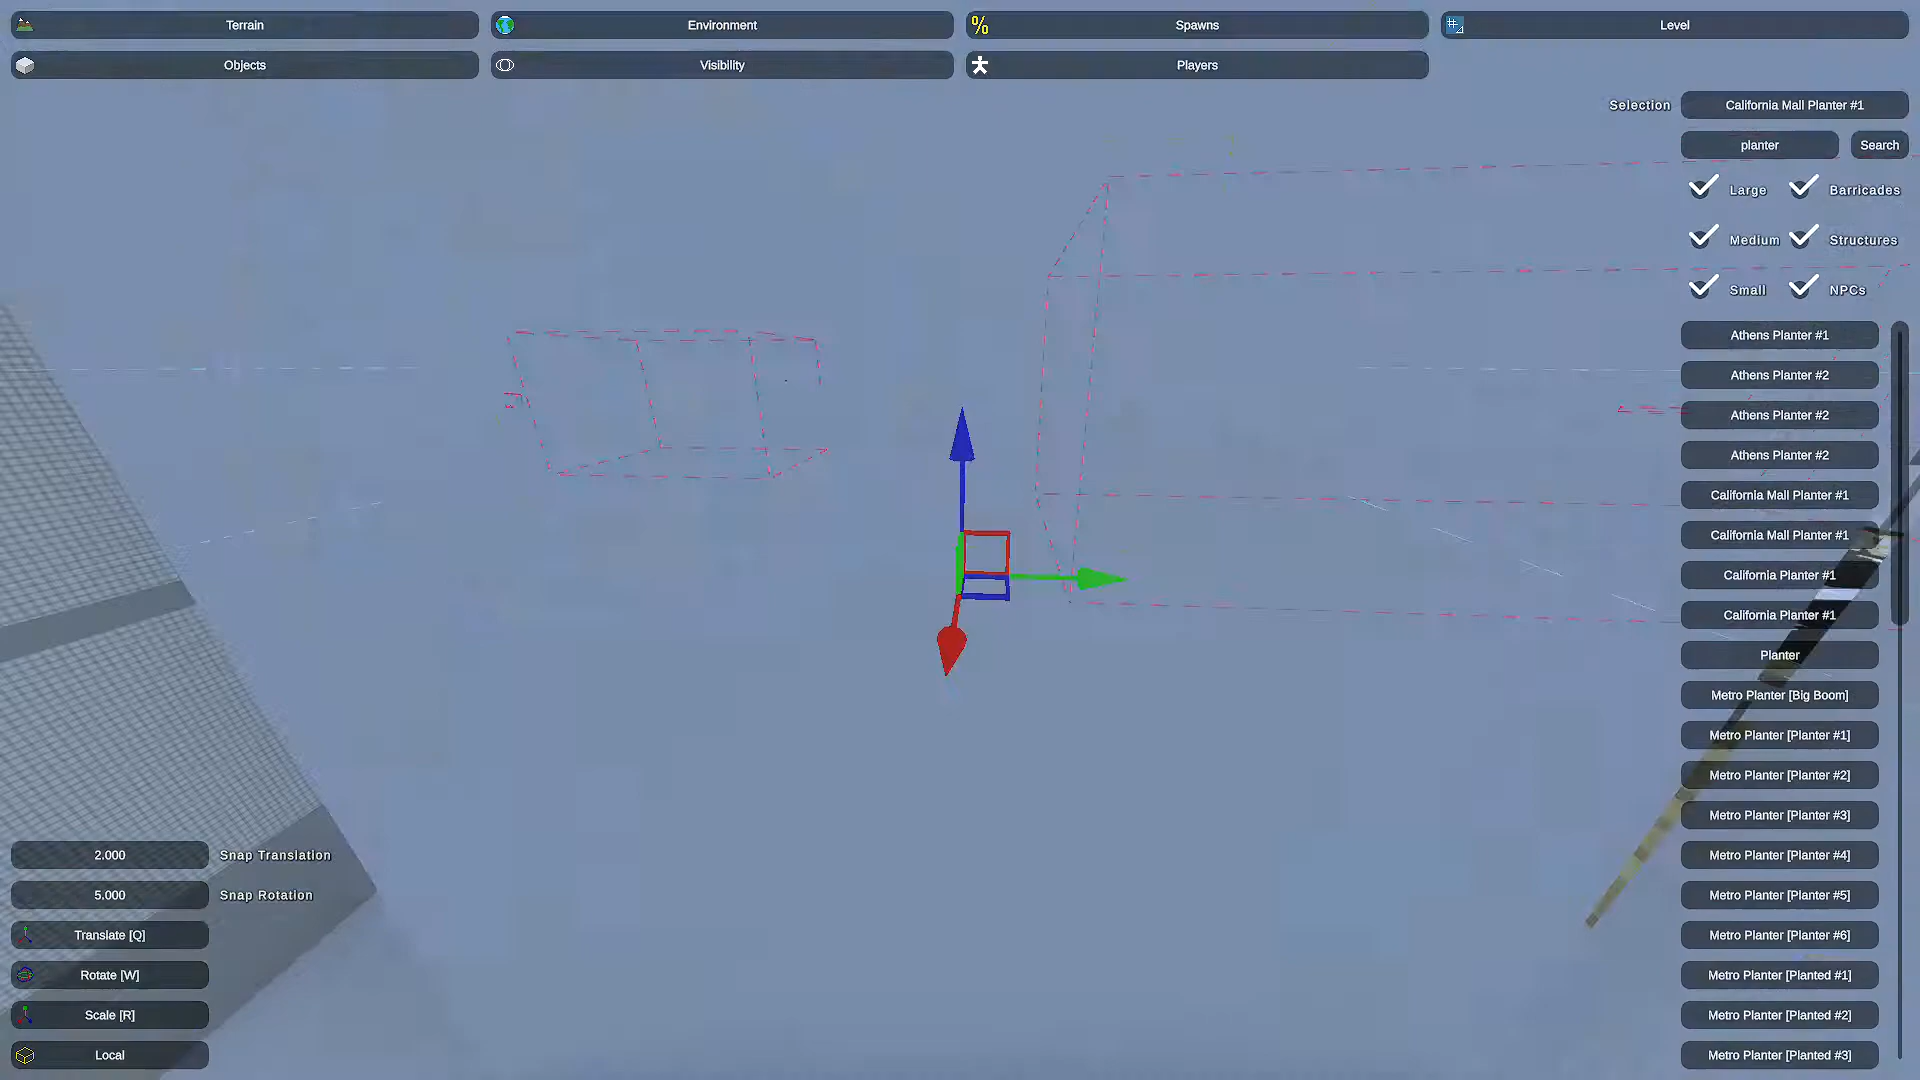 Terrain
Environment
Spawns
Level
Objects
Visibility
Players
Selection
California Mall Planter #1
planter
Search
Large
Barricades
Medium
Structures
Small
NPCs
Athens Planter #1
Athens Planter #2
Athens Planter #2
Athens Planter #2
California Mall Planter #1
California Mall Planter #1
California Planter #1
California Planter #1
Planter
Metro Planter [Big Boom]
Metro Planter [Planter #1]
Metro Planter [Planter #2]
Metro Planter [Planter #3]
Metro Planter [Planter #4]
Metro Planter [Planter #5]
Metro Planter [Planter #6]
Metro Planter [Planted #1]
Metro Planter [Planted #2]
Metro Planter [Planted #3]
2.000
Snap Translation
5.000
Snap Rotation
Translate [Q]
Rotate [W]
Scale [R]
Local